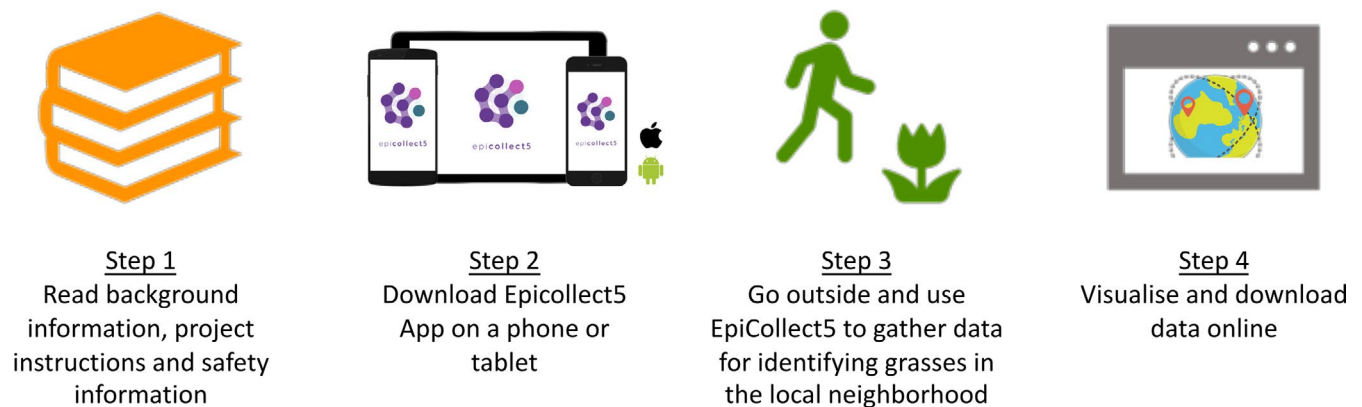 epicollect5
epicollect5
epicollect5
Step 1
Read background
information, project
instructions and safety
information
Step 2
Download Epicollect5
App on a phone or
tablet
Step 3
Go outside and use
EpiCollect5 to gather data
for identifying grasses in
the local neighborhood
Step 4
Visualise and download
data online